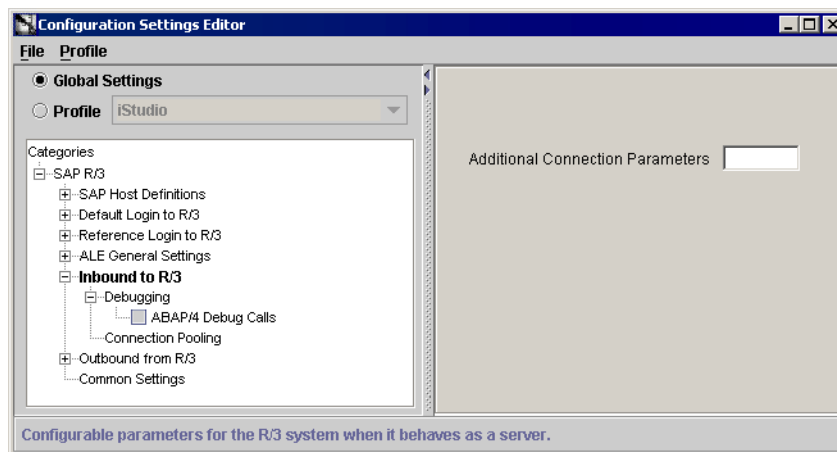 Configuration Settings Editor
File Profile
Global Settings
Profile iStudio
Categories
SAP R/3
SAP Host Definitions
Default Login to R/3
Reference Login to R/3
ALE General Settings
Inbound to R/3
Debugging
ABAP/4 Debug Calls
Connection Pooling
Outbound from R/3
Common Settings
Additional Connection Parameters
Configurable parameters for the R/3 system when it behaves as a server.